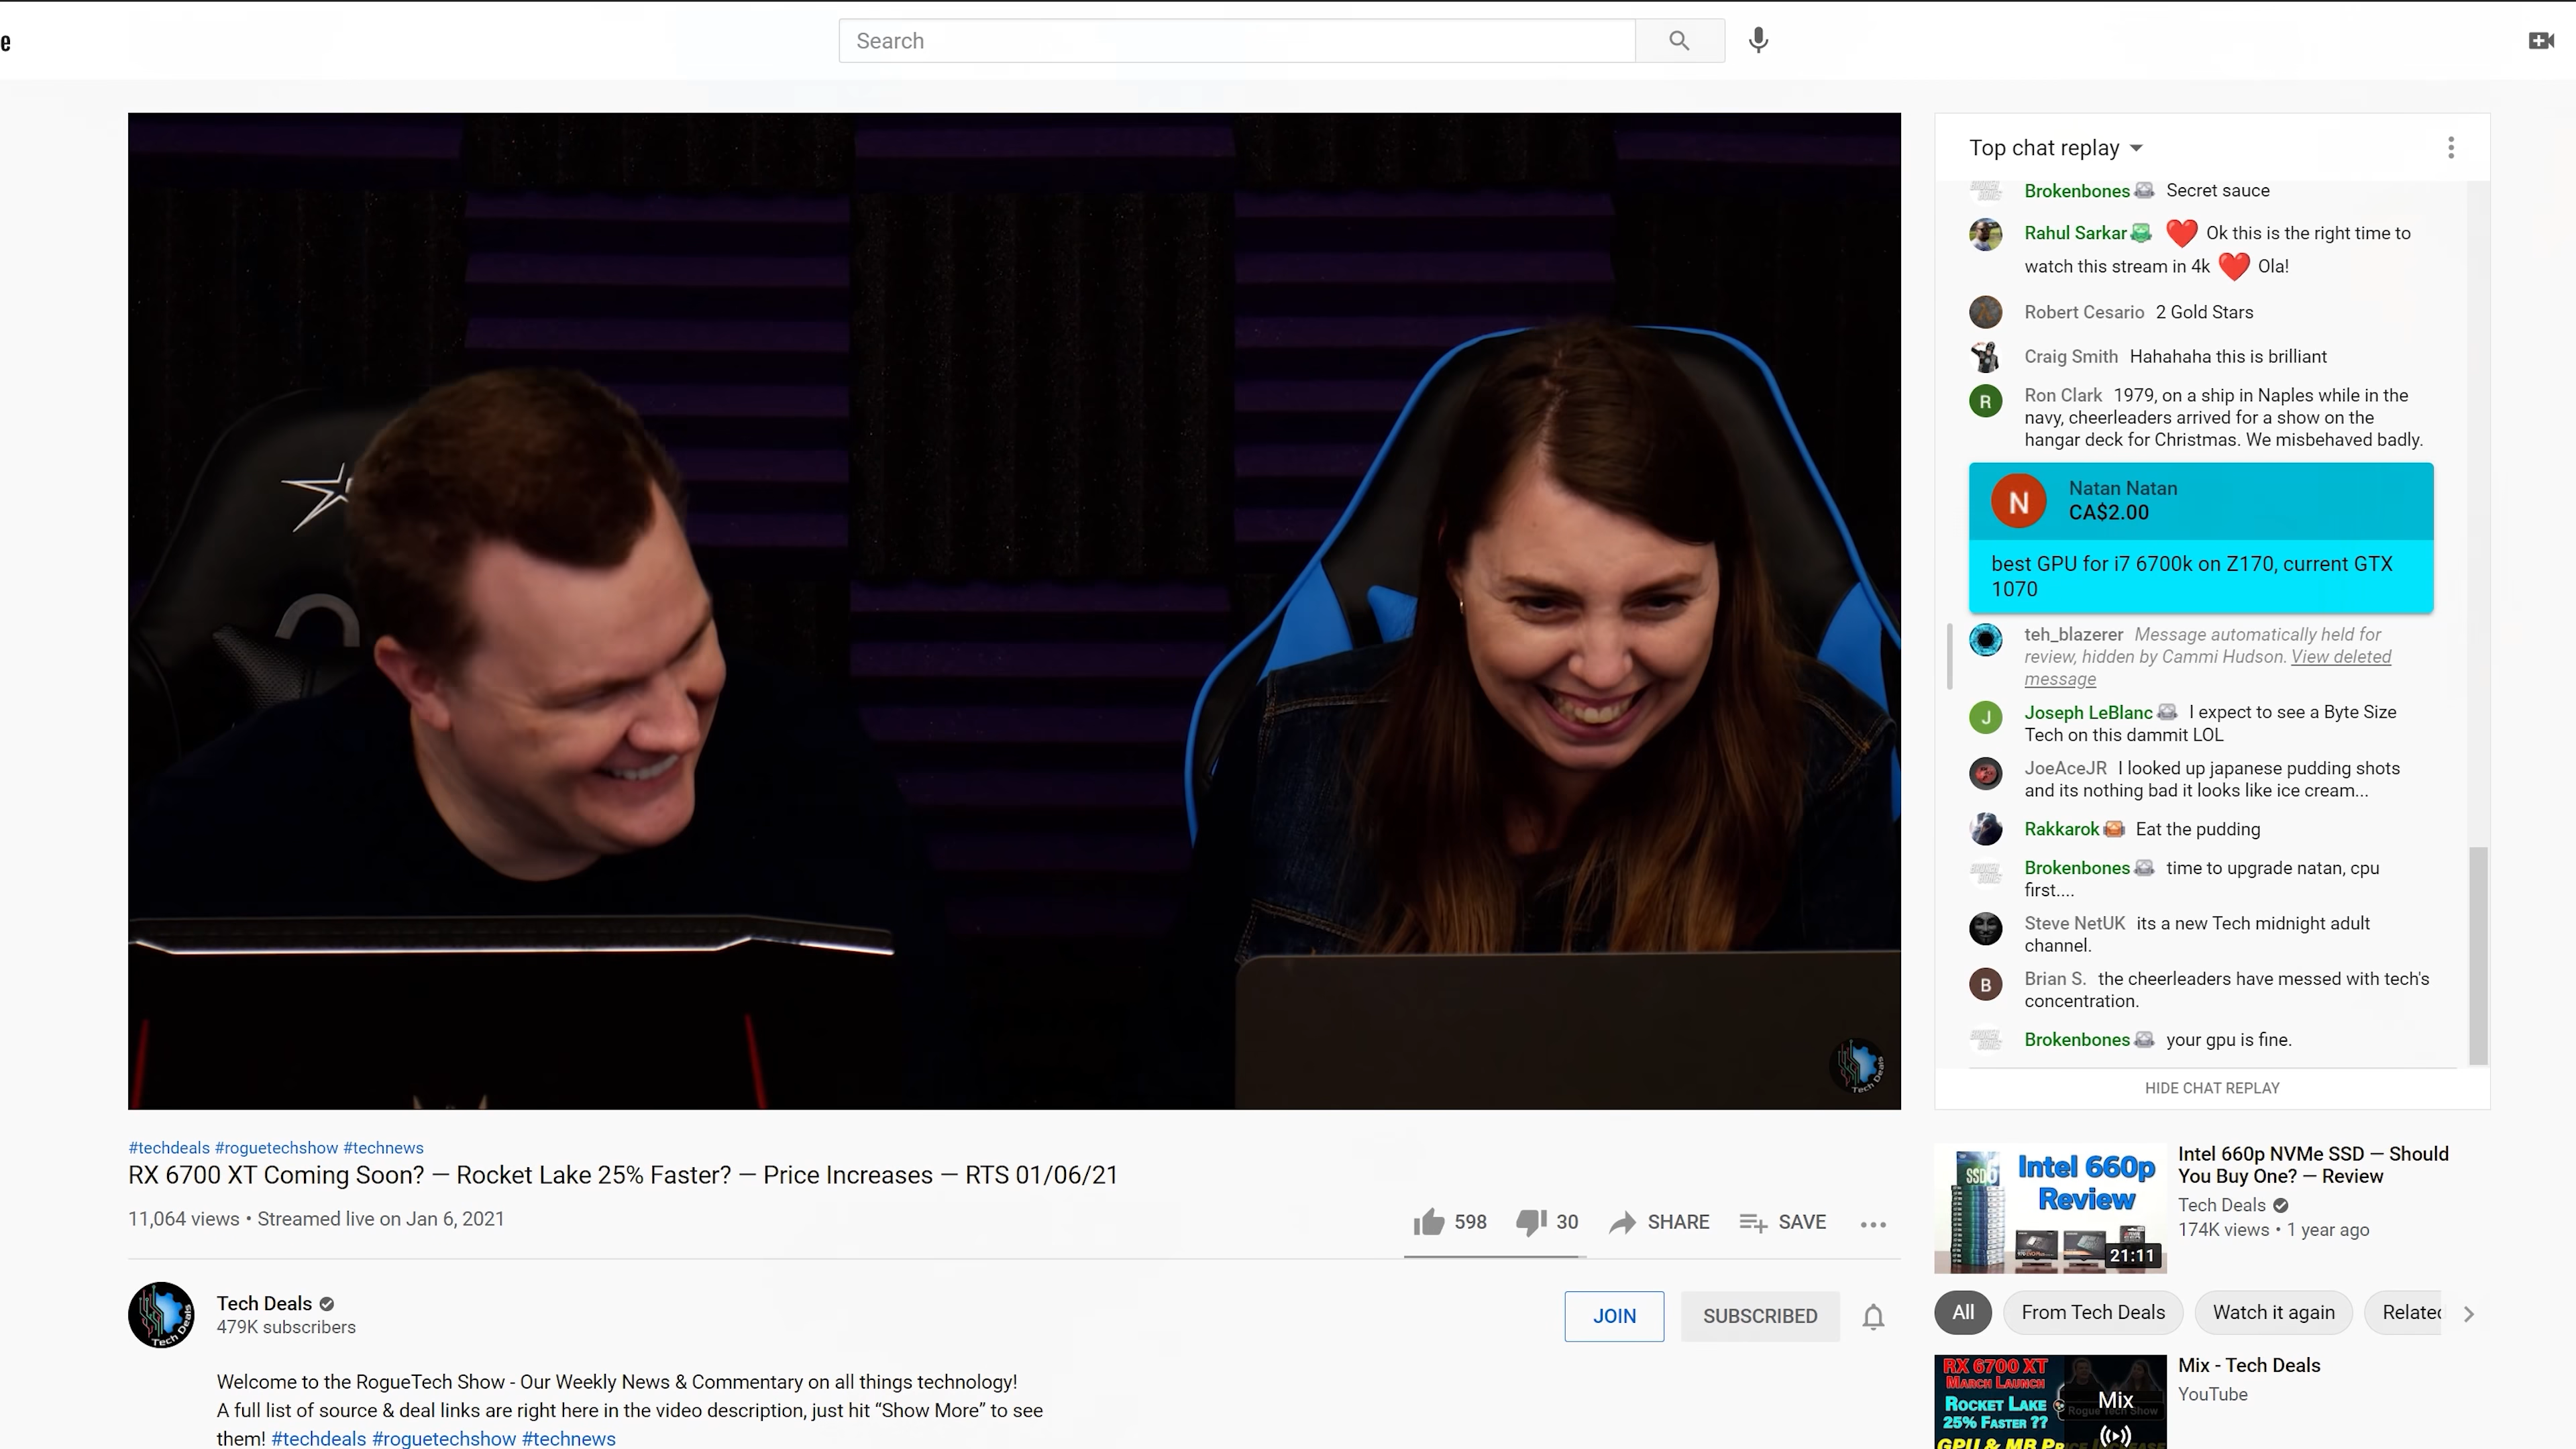 e
Search
Top chat replay
Brokenbones Secret sauce
Rahul Sarkar Ok this is the right time to
watch this stream in 4k Ola!
Robert Cesario 2 Gold Stars
Craig Smith Hahahaha this is brilliant
R
Ron Clark 1979, on a ship in Naples while in the
navy, cheerleaders arrived for a show on the
hangar deck for Christmas. We misbehaved badly.
N
Natan Natan
CA$2.00
best GPU for i7 6700k on Z170, current GTX
1070
teh_blazerer Message automatically held for
review, hidden by Cammi Hudson. View deleted
message
J
Joseph LeBlanc I expect to see a Byte Size
Tech on this dammit LOL
JoeAceJR I looked up japanese pudding shots
and its nothing bad it looks like ice cream...
Rakkarok Eat the pudding
Brokenbones time to upgrade natan, cpu
first....
Steve NetUK its a new Tech midnight adult
channel.
B
Brian S. the cheerleaders have messed with tech's
concentration.
Brokenbones your gpu is fine.
HIDE CHAT REPLAY
Tech Deals
#techdeals #roguetechshow #technews
RX 6700 XT Coming Soon? — Rocket Lake 25% Faster? — Price Increases — RTS 01/06/21
11,064 views • Streamed live on Jan 6, 2021
598
30
SHARE
SAVE
Tech Deals
Tech Deals
479K subscribers
JOIN
SUBSCRIBED
Welcome to the RogueTech Show - Our Weekly News & Commentary on all things technology!
A full list of source & deal links are right here in the video description, just hit “Show More” to see
them! #techdeals #roguetechshow #technews
SSD6
Intel 660p
Review
21:11
Intel 660p NVMe SSD — Should
You Buy One? — Review
Tech Deals
174K views • 1 year ago
All
From Tech Deals
Watch it again
Related
RX 6700 XT
MARCH LAUNCH
ROCKET LAKE
25% FASTER ??
GPU & MB
Rogue Tech Show
Mix
Mix - Tech Deals
YouTube